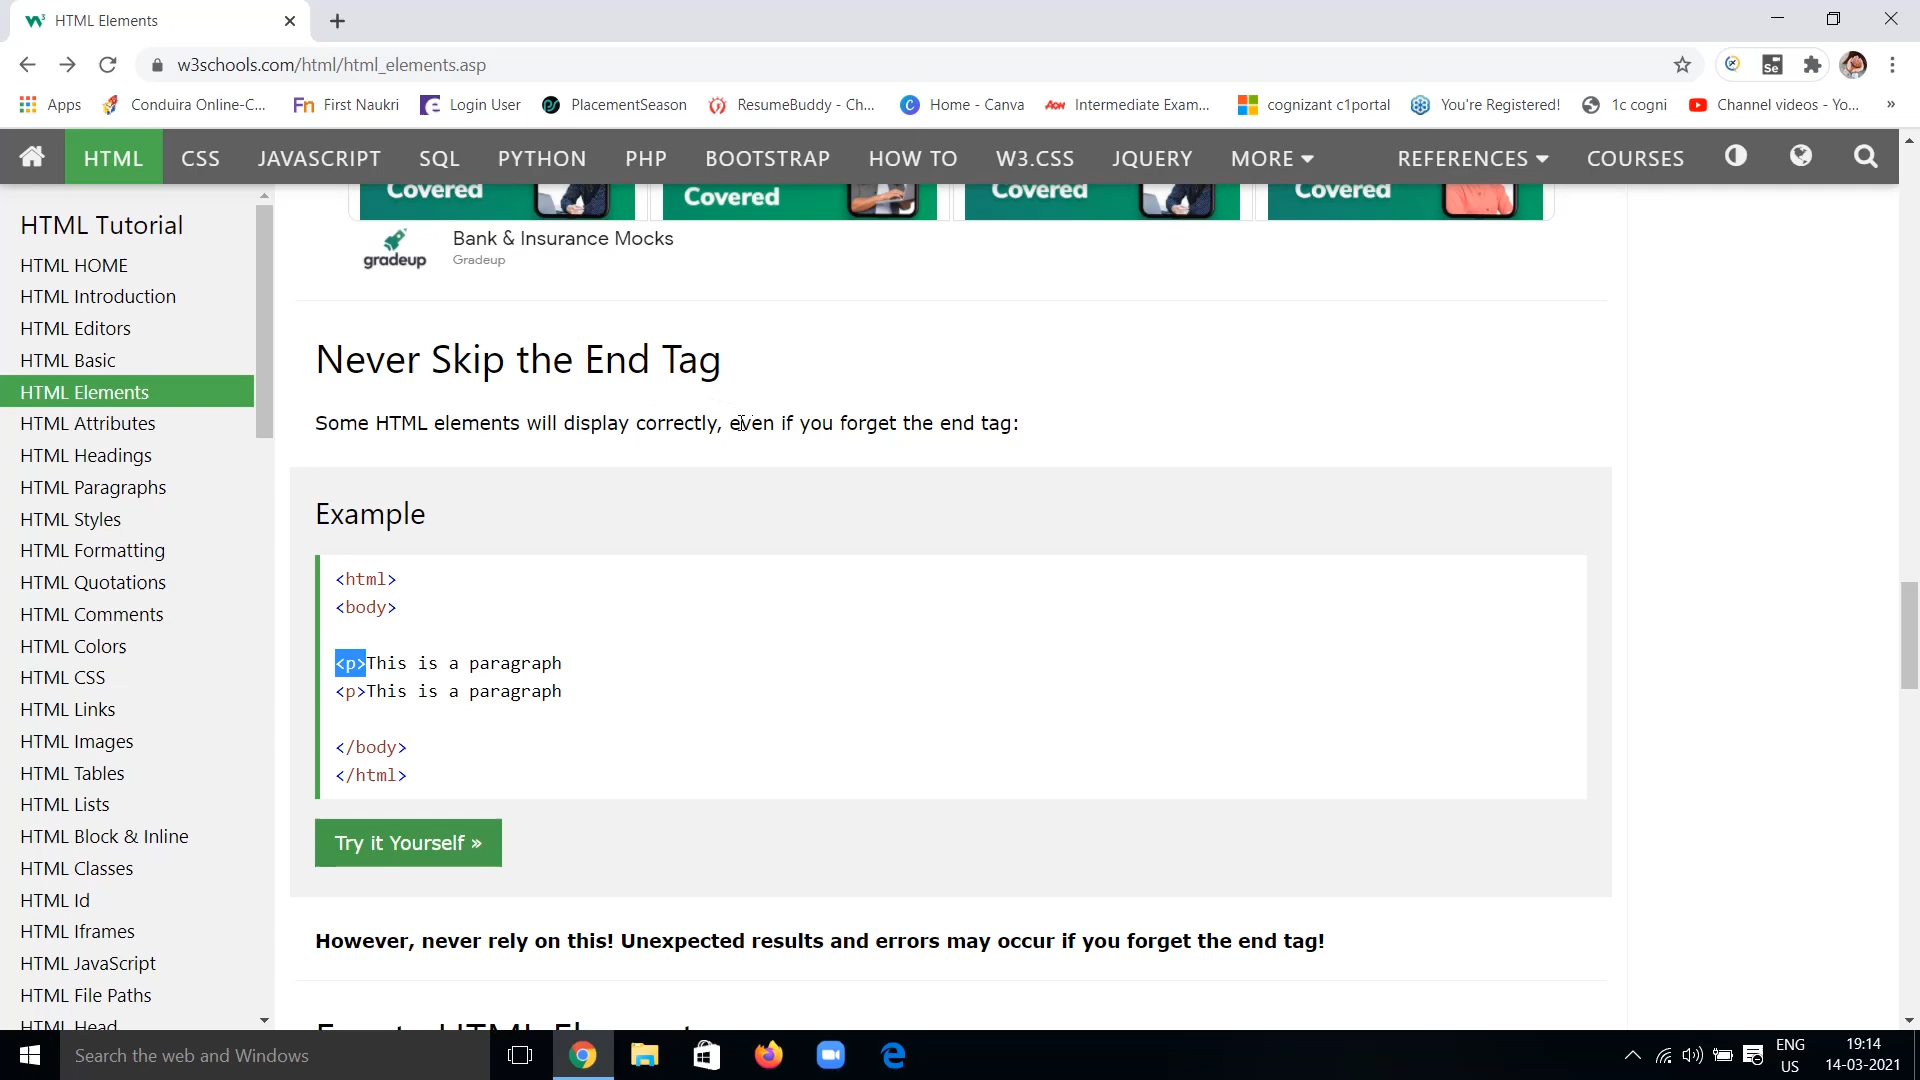 HTML Elements
w3schools.com/html/html_elements.asp
Apps
Conduira Online-C...
First Naukri
Login User
PlacementSeason
ResumeBuddy - Ch...
Home - Canva
Intermediate Exam...
cognizant c1portal
You're Registered!
1c cogni
Channel videos - Yo...
HTML
CSS
JAVASCRIPT
SQL
PYTHON
PHP
BOOTSTRAP
HOW TO
W3.CSS
JQUERY
MORE
REFERENCES
COURSES
HTML Tutorial
HTML HOME
HTML Introduction
HTML Editors
HTML Basic
HTML Elements
HTML Attributes
HTML Headings
HTML Paragraphs
HTML Styles
HTML Formatting
HTML Quotations
HTML Comments
HTML Colors
HTML CSS
HTML Links
HTML Images
HTML Tables
HTML Lists
HTML Block & Inline
HTML Classes
HTML Id
HTML Iframes
HTML JavaScript
HTML File Paths
HTML Head
Covered
Covered
Covered
Covered
gradeup
Bank & Insurance Mocks
Gradeup
Never Skip the End Tag
Some HTML elements will display correctly, even if you forget the end tag:
Example
<html>
<body>
<p>This is a paragraph
<p>This is a paragraph
</body>
</html>
Try it Yourself »
However, never rely on this! Unexpected results and errors may occur if you forget the end tag!
Search the web and Windows
ENG
US
19:14
14-03-2021